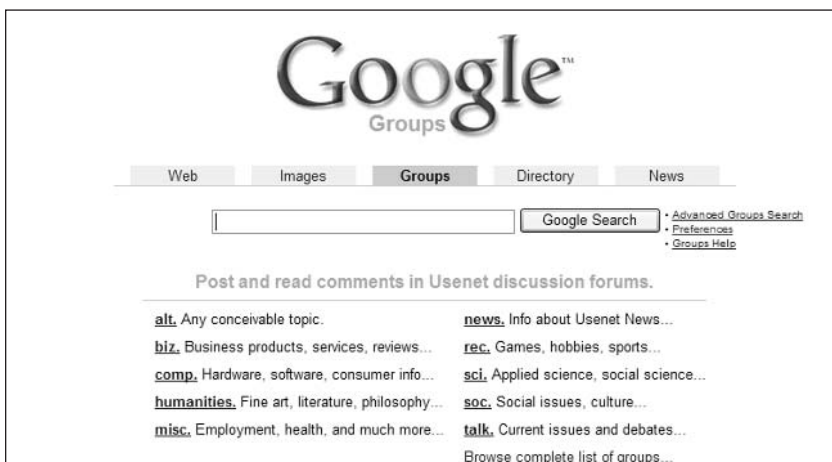 Google™
Groups
Web Images Groups Directory News
Google Search
• Advanced Groups Search
• Preferences
• Groups Help
Post and read comments in Usenet discussion forums.
alt. Any conceivable topic.
news. Info about Usenet News...
biz. Business products, services, reviews...
rec. Games, hobbies, sports...
comp. Hardware, software, consumer info...
sci. Applied science, social science...
humanities. Fine art, literature, philosophy...
soc. Social issues, culture...
misc. Employment, health, and much more...
talk. Current issues and debates...
Browse complete list of groups...